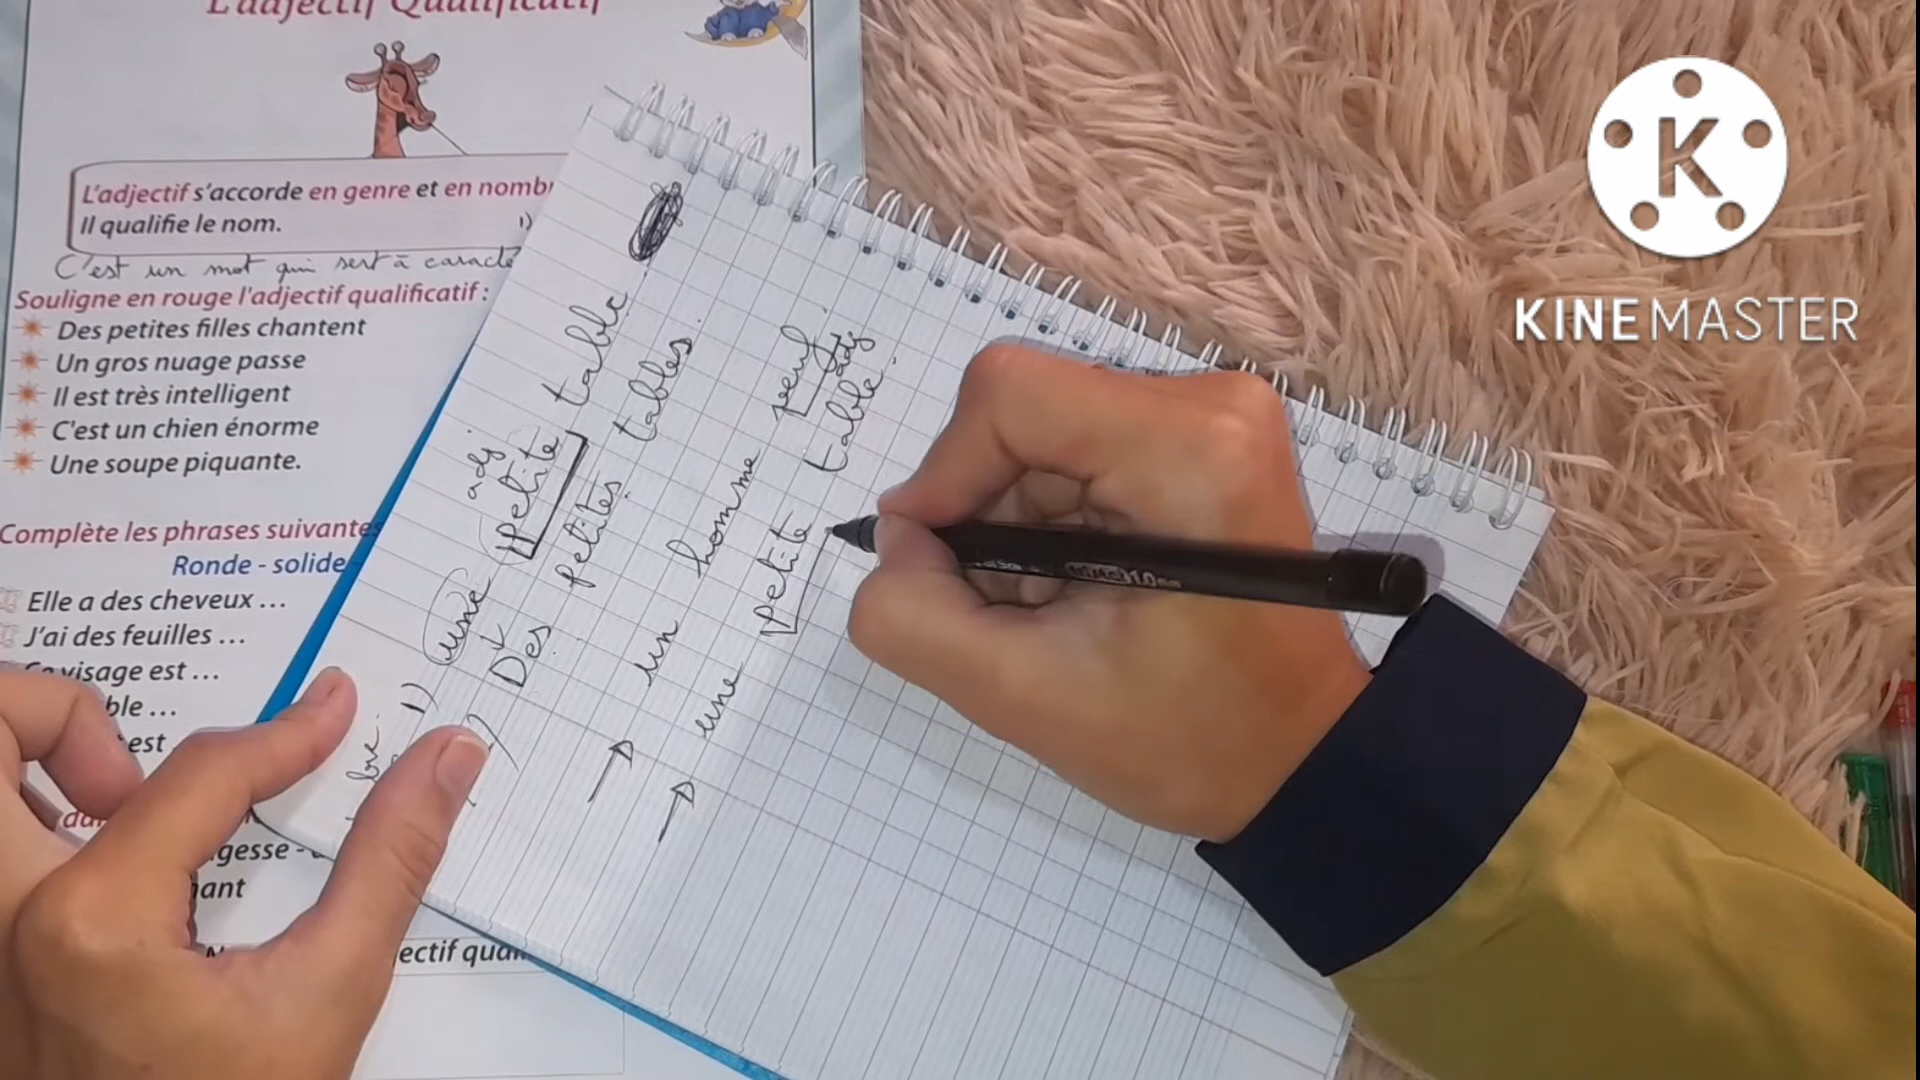 L'adjectif Qualificatif
L'adjectif s'accorde en genre et en nombr
Il qualifie le nom.
1)
C'est un mot qui sert à caracté
Souligne en rouge l'adjectif qualificatif :
Des petites filles chantent
Un gros nuage passe
Il est très intelligent
C'est un chien énorme
Une soupe piquante.
Complète les phrases suivantes
Ronde - solide -
Elle a des cheveux ...
J'ai des feuilles ...
visage est ...
ble ...
est
gesse -
ant
ectif qual
adj
1) une petite table
Des petites tables.
→ un homme veuf.
adj
→ une petite table.
KINEMASTER